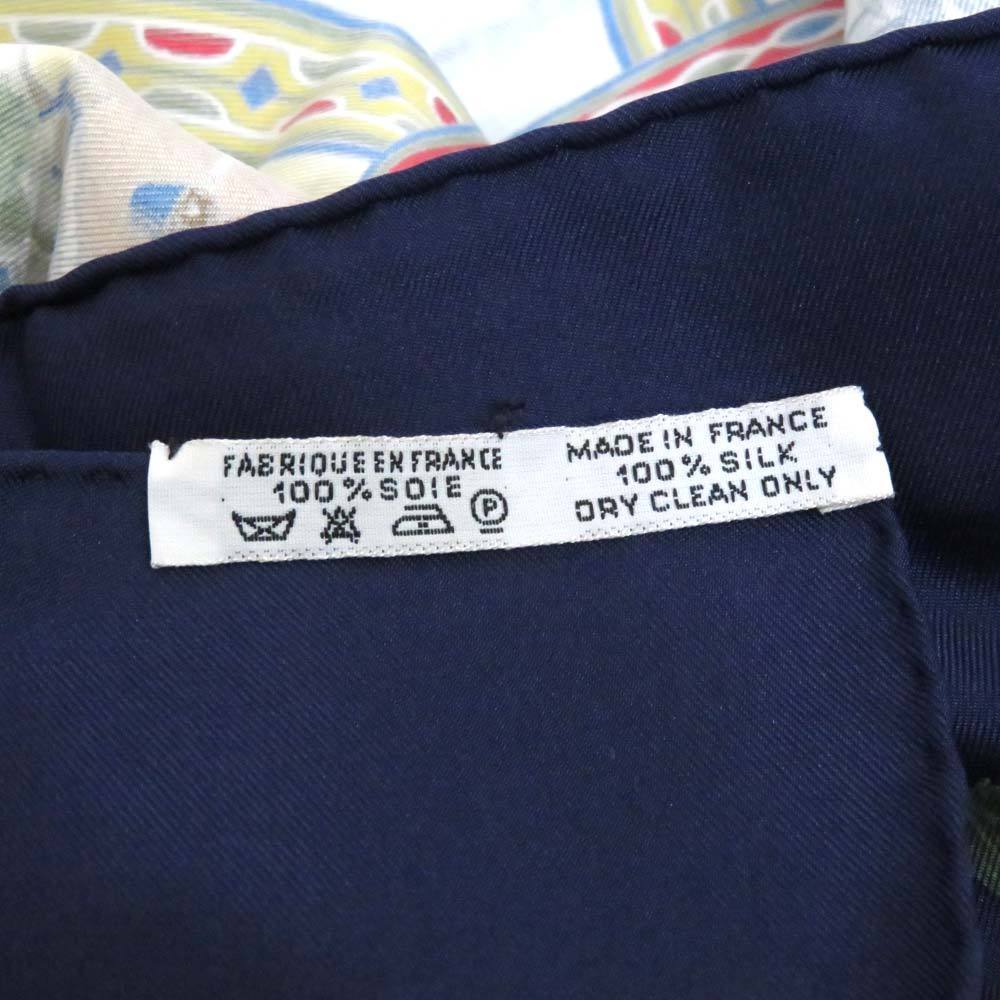 FABRIQUE EN FRANCE
100% SOIE
P
MADE IN FRANCE
100% SILK
DRY CLEAN ONLY